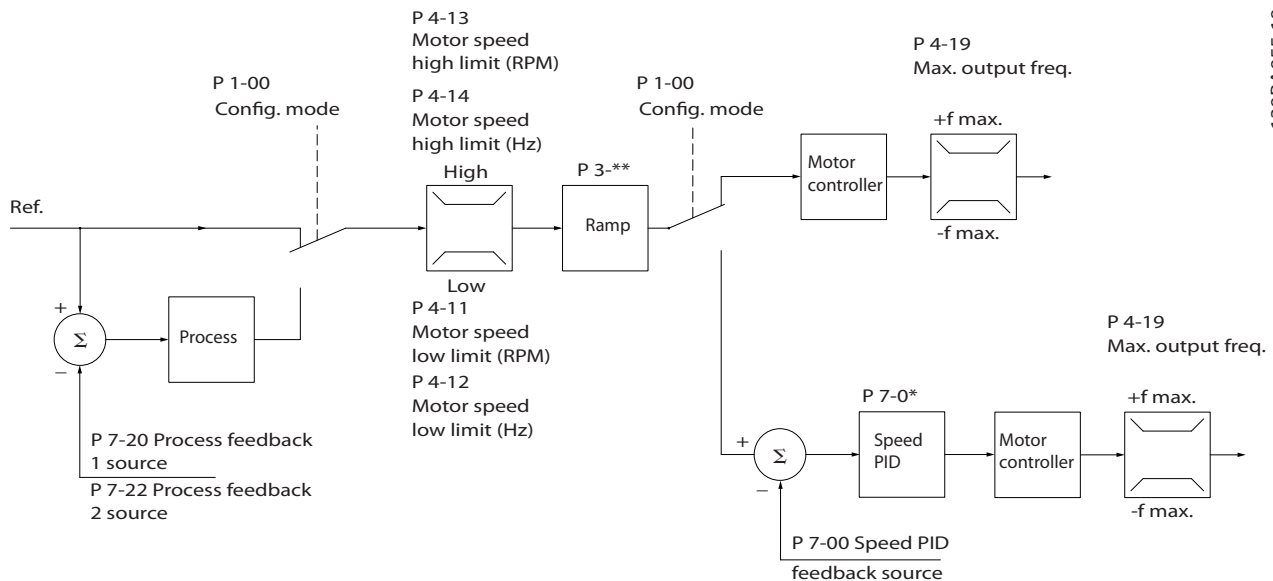 P 4-13
Motor speed
high limit (RPM)
P 4-14
Motor speed
high limit (Hz)
High
P 1-00
Config. mode
P 1-00
Config. mode
P 4-19
Max. output freq.
+f max.
Motor
controller
-f max.
P 3-**
Ramp
Ref.
+
Σ
−
Process
Low
P 4-11
Motor speed
low limit (RPM)
P 4-12
Motor speed
low limit (Hz)
P 7-20 Process feedback
1 source
P 7-22 Process feedback
2 source
P 4-19
Max. output freq.
+f max.
P 7-0*
+
Σ
−
Speed
PID
Motor
controller
-f max.
P 7-00 Speed PID
feedback source